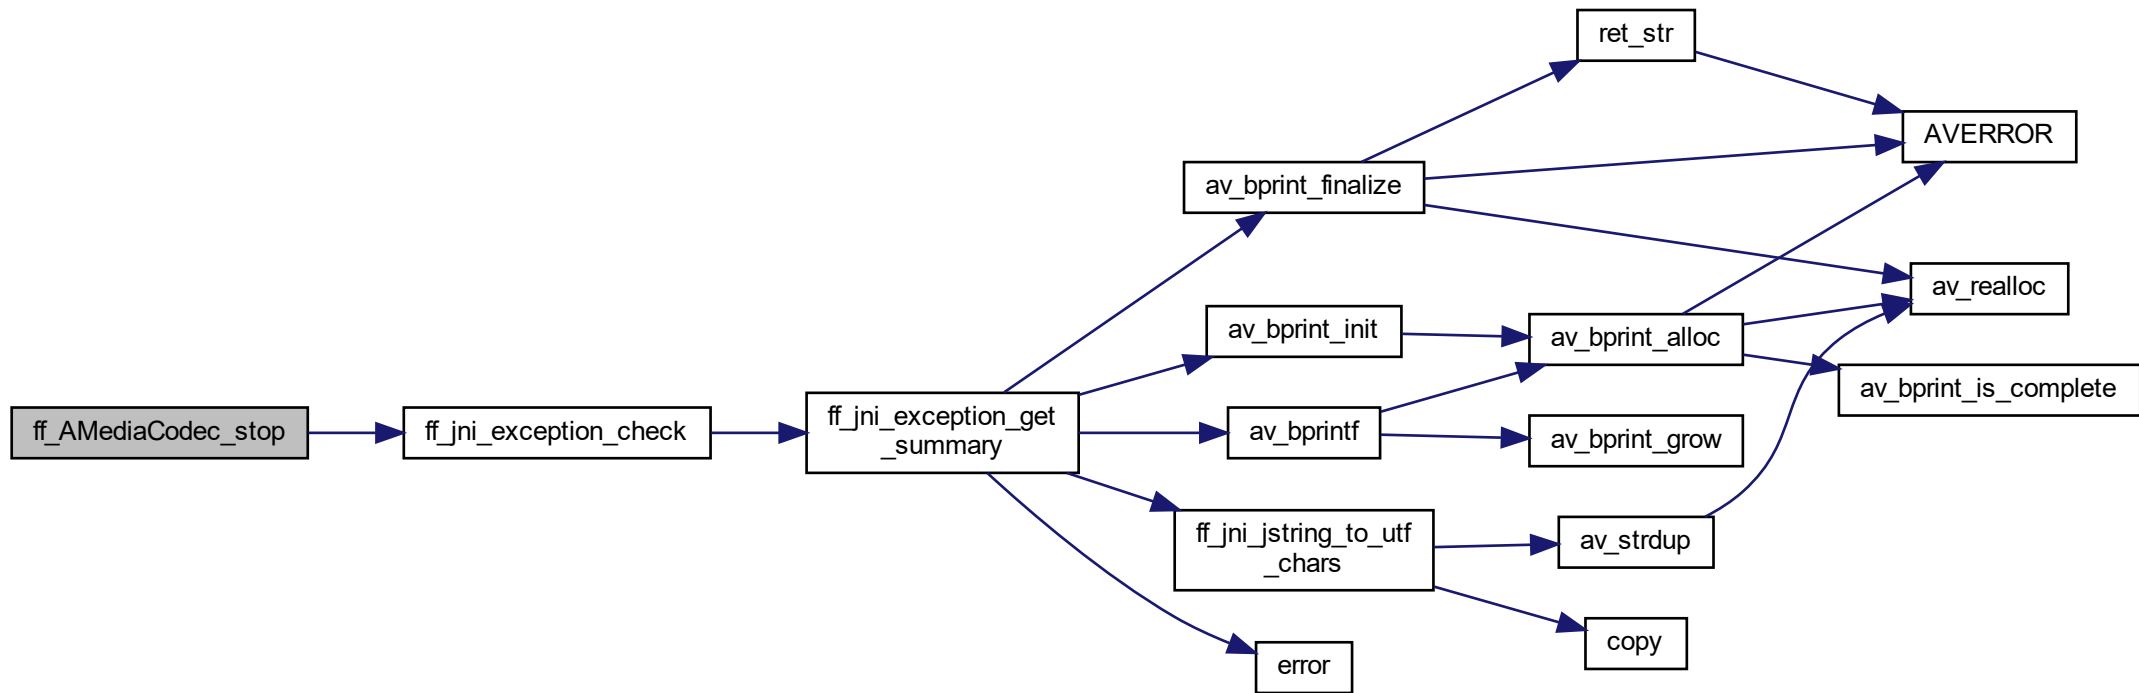 ff_AMediaCodec_stop
ff_jni_exception_check
ff_jni_exception_get
_summary
av_bprint_finalize
av_bprint_init
av_bprintf
ff_jni_jstring_to_utf
_chars
error
ret_str
av_bprint_alloc
av_bprint_grow
av_strdup
copy
AVERROR
av_realloc
av_bprint_is_complete